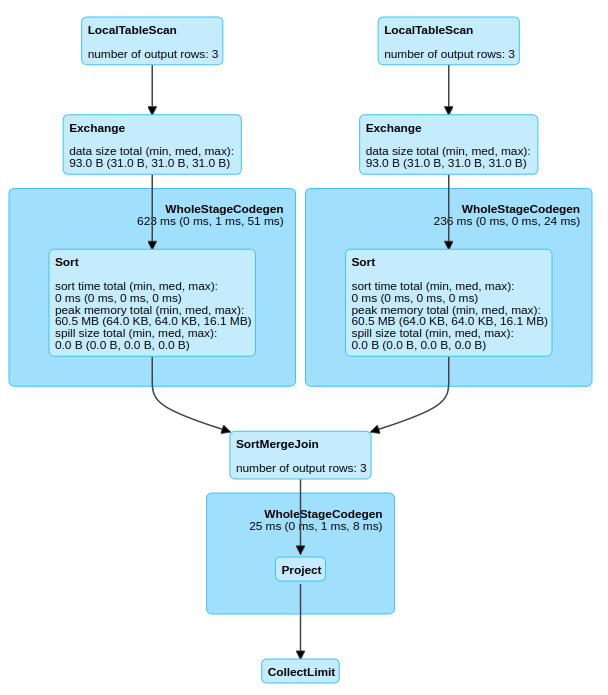 LocalTableScan
number of output rows: 3
LocalTableScan
number of output rows: 3
Exchange
data size total (min, med, max):
93.0 B (31.0 B, 31.0 B, 31.0 B)
Exchange
data size total (min, med, max):
93.0 B (31.0 B, 31.0 B, 31.0 B)
WholeStageCodegen
623 ms (0 ms, 1 ms, 51 ms)
Sort
sort time total (min, med, max):
0 ms (0 ms, 0 ms, 0 ms)
peak memory total (min, med, max):
60.5 MB (64.0 KB, 64.0 KB, 16.1 MB)
spill size total (min, med, max):
0.0 B (0.0 B, 0.0 B, 0.0 B)
WholeStageCodegen
236 ms (0 ms, 0 ms, 24 ms)
Sort
sort time total (min, med, max):
0 ms (0 ms, 0 ms, 0 ms)
peak memory total (min, med, max):
60.5 MB (64.0 KB, 64.0 KB, 16.1 MB)
spill size total (min, med, max):
0.0 B (0.0 B, 0.0 B, 0.0 B)
SortMergeJoin
number of output rows: 3
WholeStageCodegen
25 ms (0 ms, 1 ms, 8 ms)
Project
CollectLimit